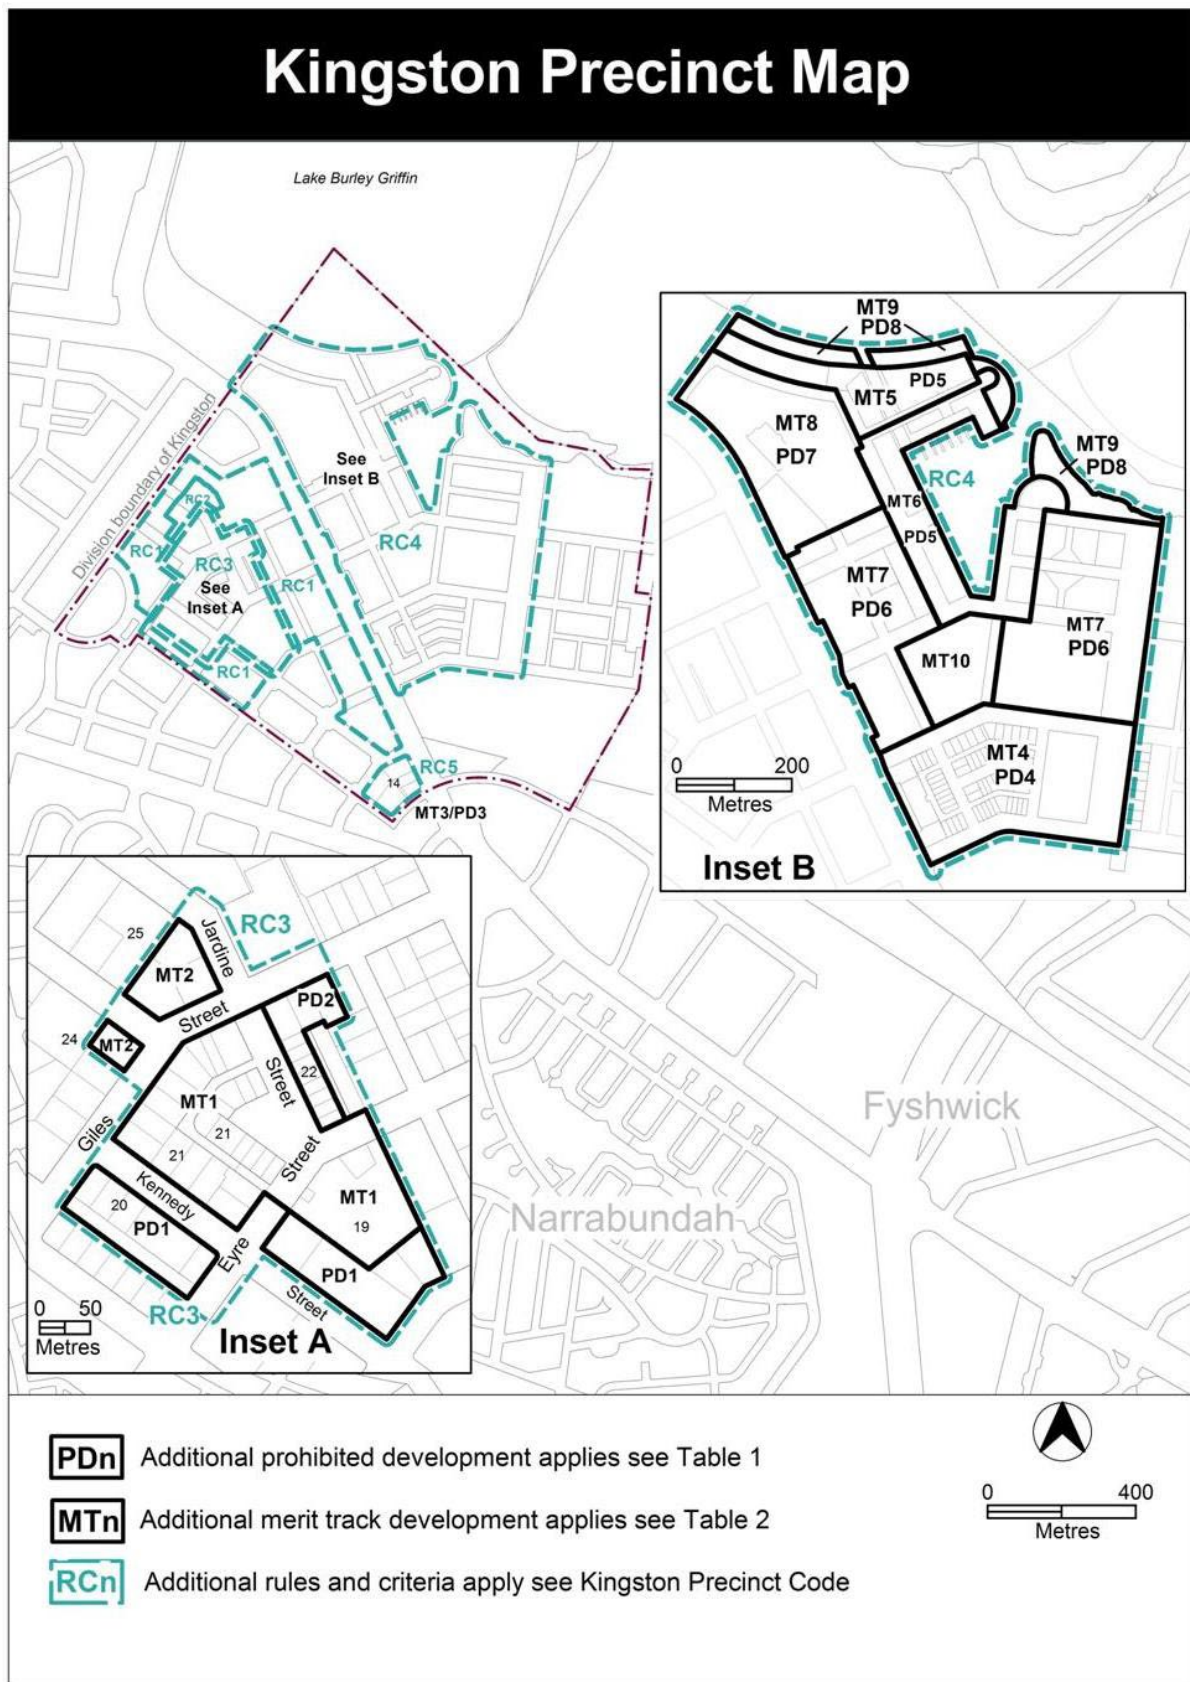 Kingston Precinct Map
Lake Burley Griffin
Division boundary of Kingston
See
Inset B
RC2
RC1
RC3
See
Inset A
RC1
RC4
RC1
RC5
14
MT3/PD3
MT9
PD8
PD5
MT5
MT8
PD7
MT9
PD8
RC4
MT6
PD5
MT7
PD6
MT7
PD6
MT10
MT4
PD4
0 200
Metres
Inset B
RC3
25
Jardine
MT2
Street
PD2
24
MT2
Street
22
MT1
21
Giles
21
Street
Kennedy
MT1
19
20
PD1
Eyre
PD1
Street
RC3
0 50
Metres
Inset A
Fyshwick
Narrabundah
PDn Additional prohibited development applies see Table 1
MTn Additional merit track development applies see Table 2
RCn Additional rules and criteria apply see Kingston Precinct Code
0 400
Metres